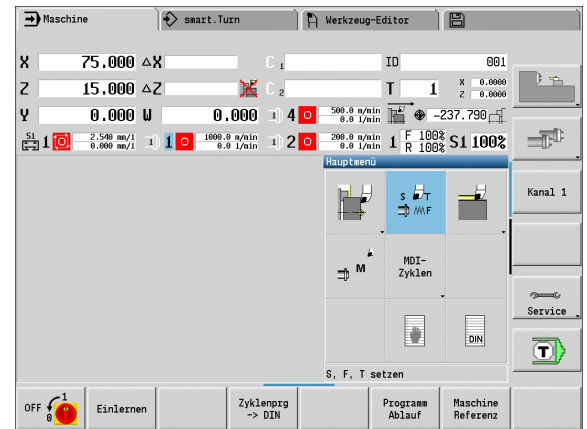 Maschine smart.Turn Werkzeug-Editor
X 75.000 △X C 1 ID 001
Z 15.000 △Z C 2 T 1 X 0.0000
Z 0.0000
Y 0.000 W 0.000 4 500.0 m/min
0.0 1/min -237.790
S1 1 2.540 mm/1
0.000 mm/1 1 1000.0 m/min
0.0 1/min 2 200.0 m/min
0.0 1/min 1 F 100%
R 100% S1 100%
Hauptmenü
S T
F
M
MDI-
Zyklen
DIN
S, F, T setzen
Kanal 1
Service
T
OFF 1
0
Einlernen
Zyklenprg
-> DIN
Programm
Ablauf
Maschine
Referenz